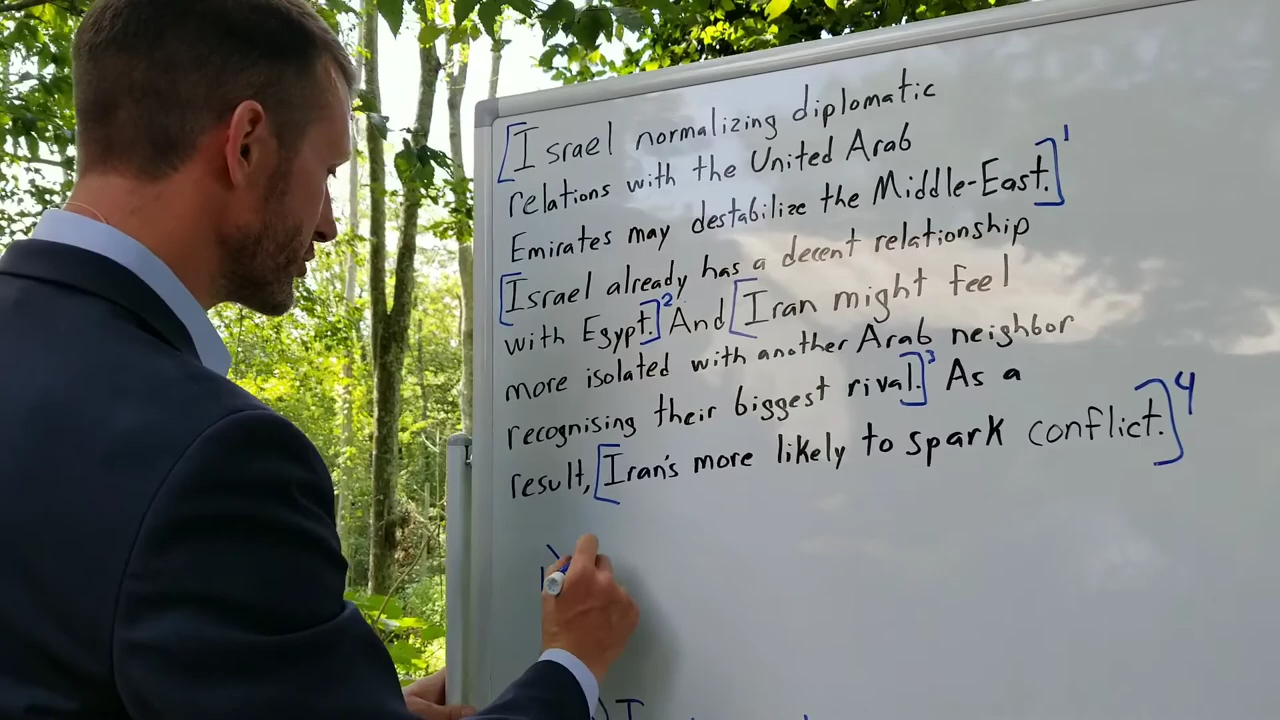 [Israel normalizing diplomatic
relations with the United Arab
Emirates may destabilize the Middle-East.]¹
[Israel already has a decent relationship
with Egypt.]² And [Iran might feel
more isolated with another Arab neighbor
recognising their biggest rival.]³ As a
result, [Iran's more likely to spark conflict.]⁴